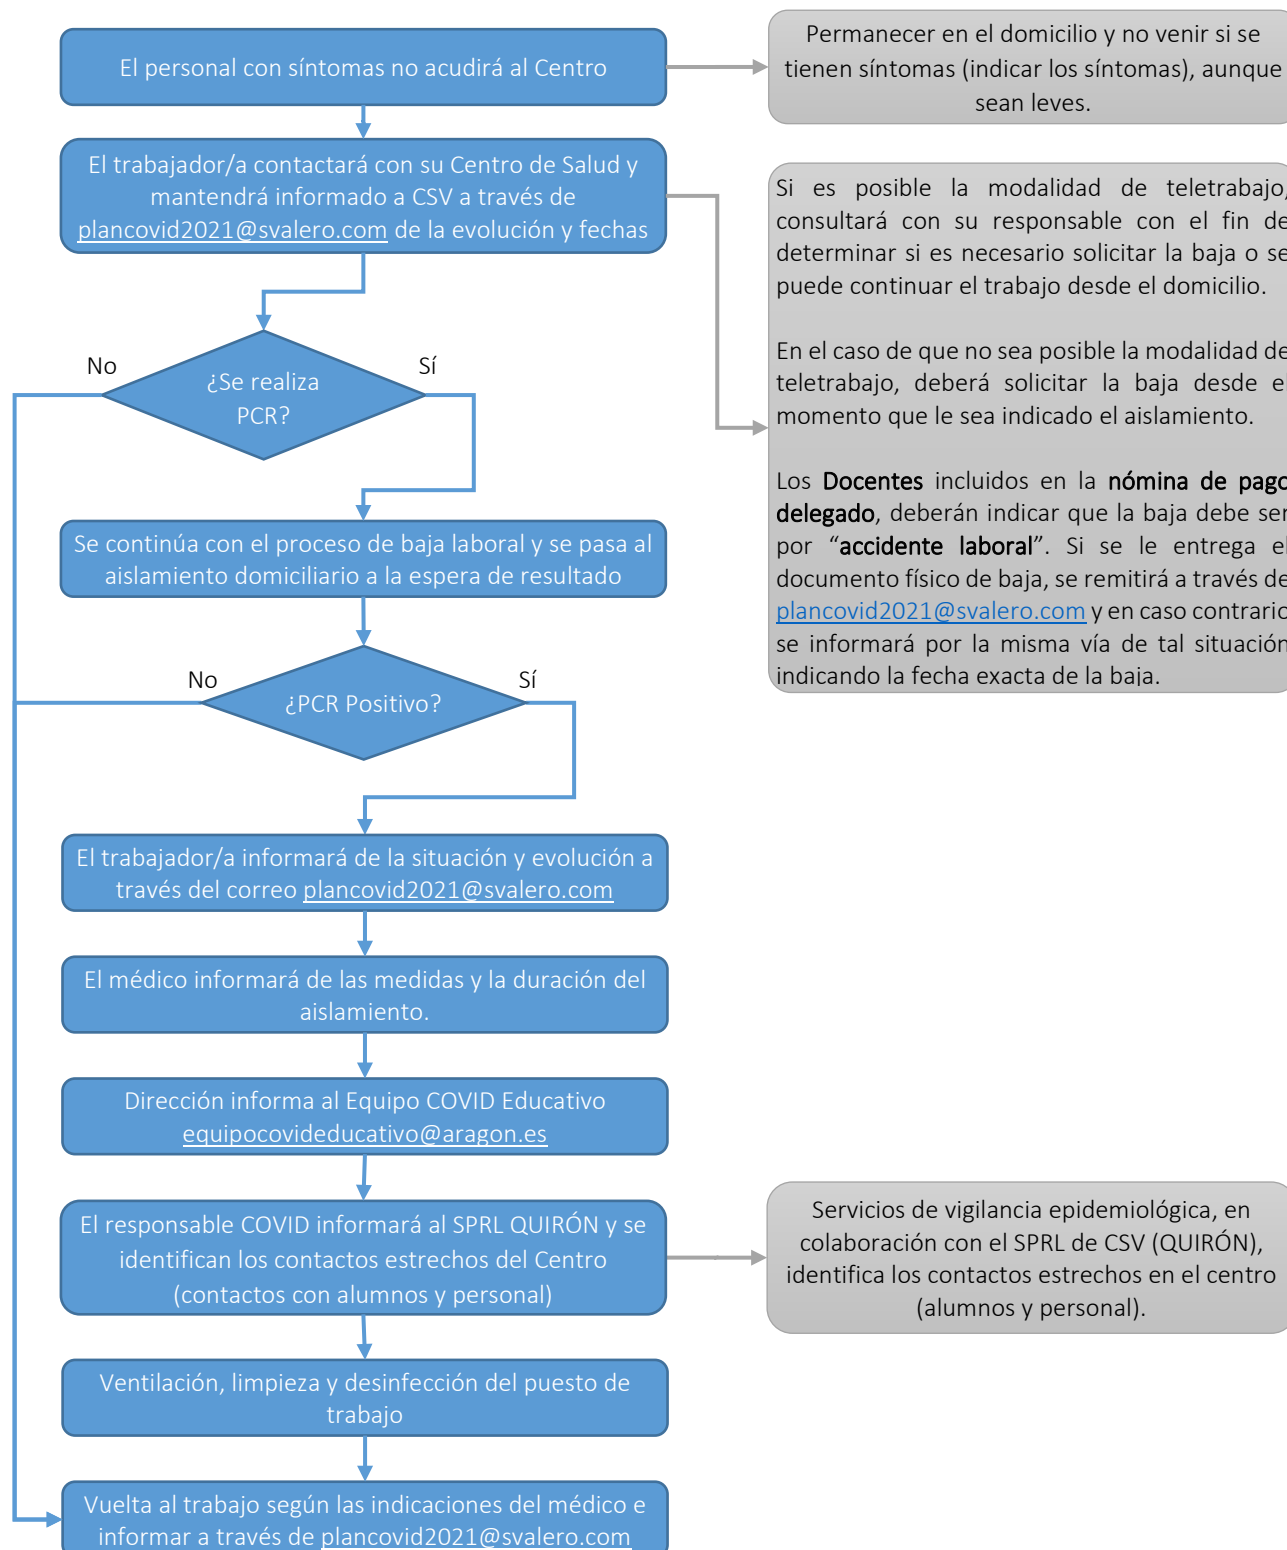 El personal con síntomas no acudirá al Centro
Permanecer en el domicilio y no venir si se
tienen síntomas (indicar los síntomas), aunque
sean leves.
El trabajador/a contactará con su Centro de Salud y
mantendrá informado a CSV a través de
plancovid2021@svalero.com de la evolución y fechas
Si es posible la modalidad de teletrabajo,
consultará con su responsable con el fin de
determinar si es necesario solicitar la baja o se
puede continuar el trabajo desde el domicilio.
En el caso de que no sea posible la modalidad de
teletrabajo, deberá solicitar la baja desde el
momento que le sea indicado el aislamiento.
Los Docentes incluidos en la nómina de pago
delegado, deberán indicar que la baja debe ser
por “accidente laboral”. Si se le entrega el
documento físico de baja, se remitirá a través de
plancovid2021@svalero.com y en caso contrario
se informará por la misma vía de tal situación
indicando la fecha exacta de la baja.
No
Sí
¿Se realiza
PCR?
Se continúa con el proceso de baja laboral y se pasa al
aislamiento domiciliario a la espera de resultado
No
Sí
¿PCR Positivo?
El trabajador/a informará de la situación y evolución a
través del correo plancovid2021@svalero.com
El médico informará de las medidas y la duración del
aislamiento.
Dirección informa al Equipo COVID Educativo
equipocovideducativo@aragon.es
El responsable COVID informará al SPRL QUIRÓN y se
identifican los contactos estrechos del Centro
(contactos con alumnos y personal)
Servicios de vigilancia epidemiológica, en
colaboración con el SPRL de CSV (QUIRÓN),
identifica los contactos estrechos en el centro
(alumnos y personal).
Ventilación, limpieza y desinfección del puesto de
trabajo
Vuelta al trabajo según las indicaciones del médico e
informar a través de plancovid2021@svalero.com